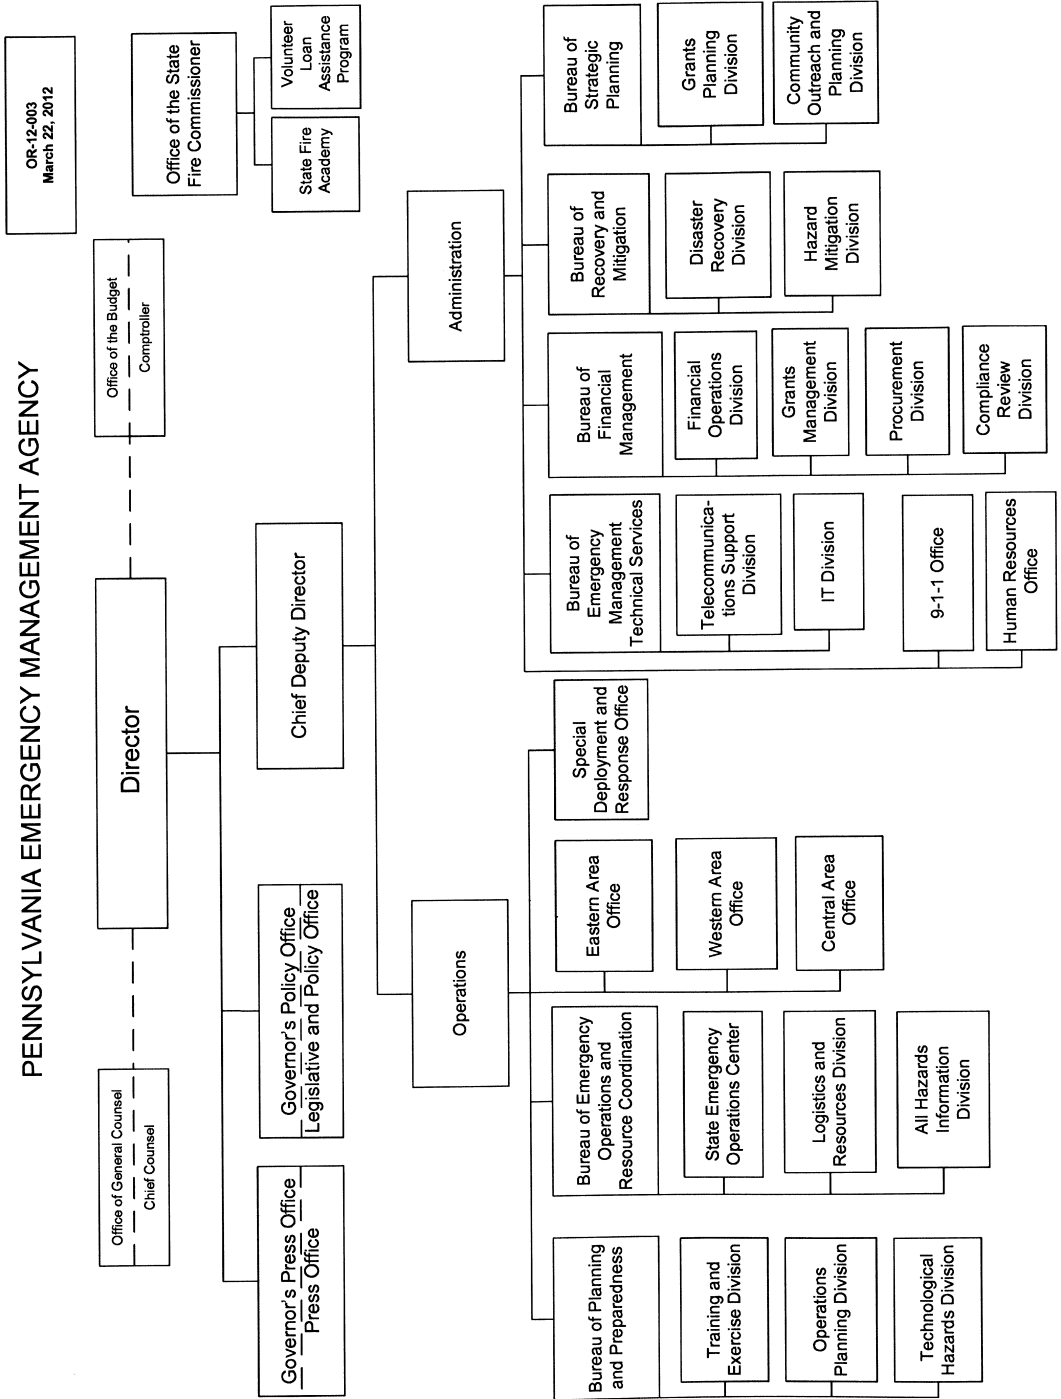 PENNSYLVANIA EMERGENCY MANAGEMENT AGENCY
OR-12-003
March 22, 2012
Office of General Counsel
Chief Counsel
Director
Office of the Budget
Comptroller
Office of the State
Fire Commissioner
State Fire
Academy
Volunteer
Loan
Assistance
Program
Governor's Press Office
Press Office
Governor's Policy Office
Legislative and Policy Office
Chief Deputy Director
Operations
Administration
Bureau of Planning
and Preparedness
Training and
Exercise Division
Operations
Planning Division
Technological
Hazards Division
Bureau of Emergency
Operations and
Resource Coordination
State Emergency
Operations Center
Logistics and
Resources Division
All Hazards
Information
Division
Eastern Area
Office
Western Area
Office
Central Area
Office
Special
Deployment and
Response Office
Bureau of
Emergency
Management
Technical Services
Telecommunica-
tions Support
Division
IT Division
9-1-1 Office
Human Resources
Office
Bureau of
Financial
Management
Financial
Operations
Division
Grants
Management
Division
Procurement
Division
Compliance
Review
Division
Bureau of
Recovery and
Mitigation
Disaster
Recovery
Division
Hazard
Mitigation
Division
Bureau of
Strategic
Planning
Grants
Planning
Division
Community
Outreach and
Planning
Division